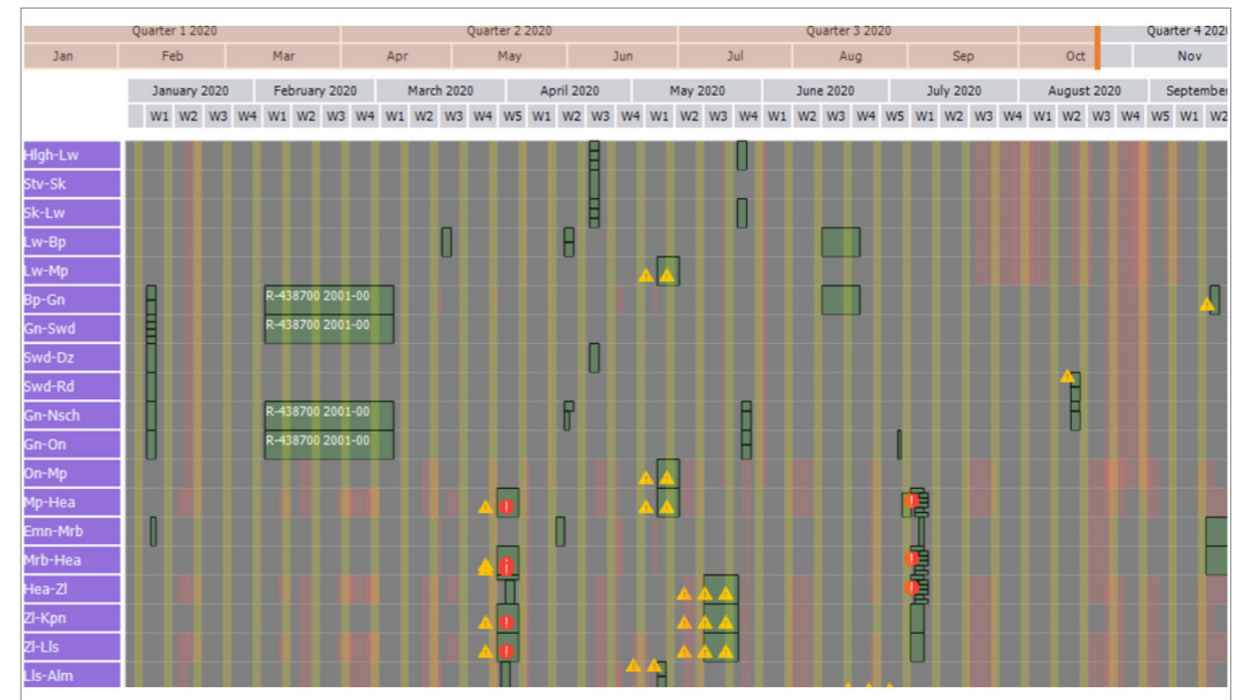 Quarter 1 2020 Quarter 2 2020 Quarter 3 2020 Quarter 4 202
Jan Feb Mar Apr May Jun Jul Aug Sep Oct Nov
January 2020 February 2020 March 2020 April 2020 May 2020 June 2020 July 2020 August 2020 September
W1 W2 W3 W4 W1 W2 W3 W4 W1 W2 W3 W4 W5 W1 W2 W3 W4 W1 W2 W3 W4 W1 W2 W3 W4 W5 W1 W2 W3 W4 W1 W2 W3 W4 W5 W1 W2
Hlgh-Lw
Stv-Sk
Sk-Lw
Lw-Bp
Lw-Mp
Bp-Gn R-438700 2001-00
Gn-Swd R-438700 2001-00
Swd-Dz
Swd-Rd
Gn-Nsch R-438700 2001-00
Gn-On R-438700 2001-00
On-Mp
Mp-Hea
Emn-Mrb
Mrb-Hea
Hea-Zl
Zl-Kpn
Zl-Lls
Lls-Alm